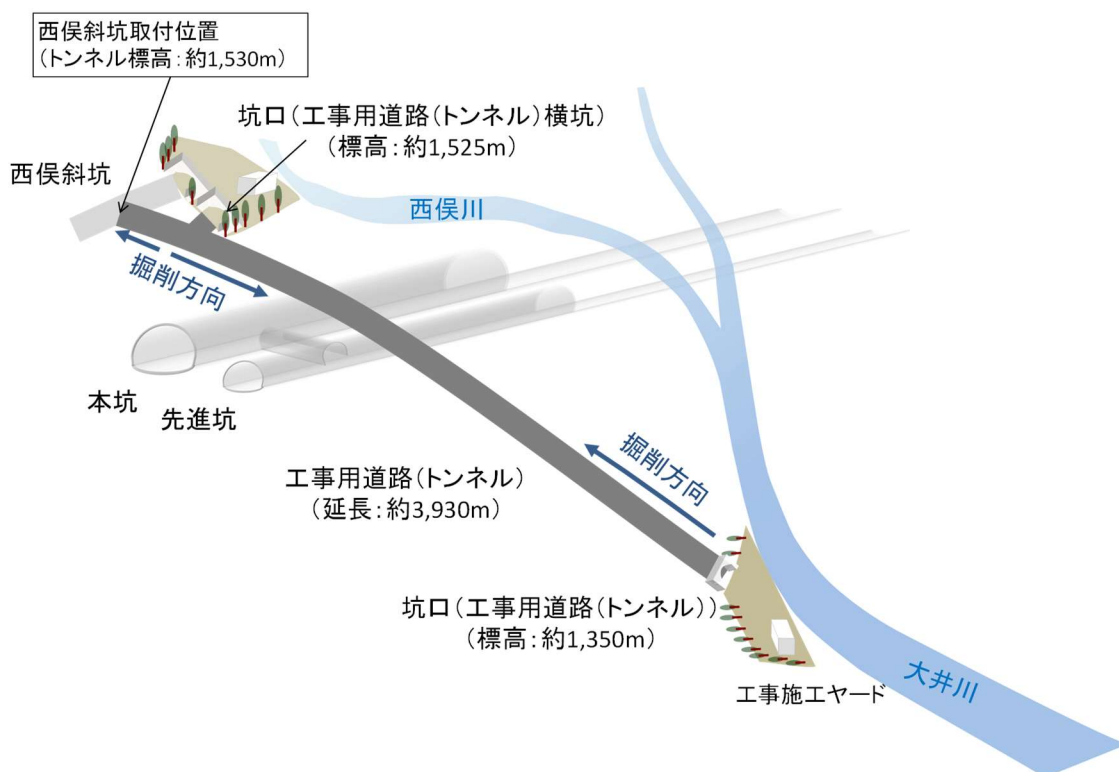 西俣斜坑取付位置
(トンネル標高：約1,530m)
坑口(工事用道路(トンネル)横坑)
(標高：約1,525m)
西俣斜坑
西俣川
掘削方向
本坑
先進坑
工事用道路(トンネル)
(延長：約3,930m)
掘削方向
坑口(工事用道路(トンネル))
(標高：約1,350m)
大井川
工事施工ヤード